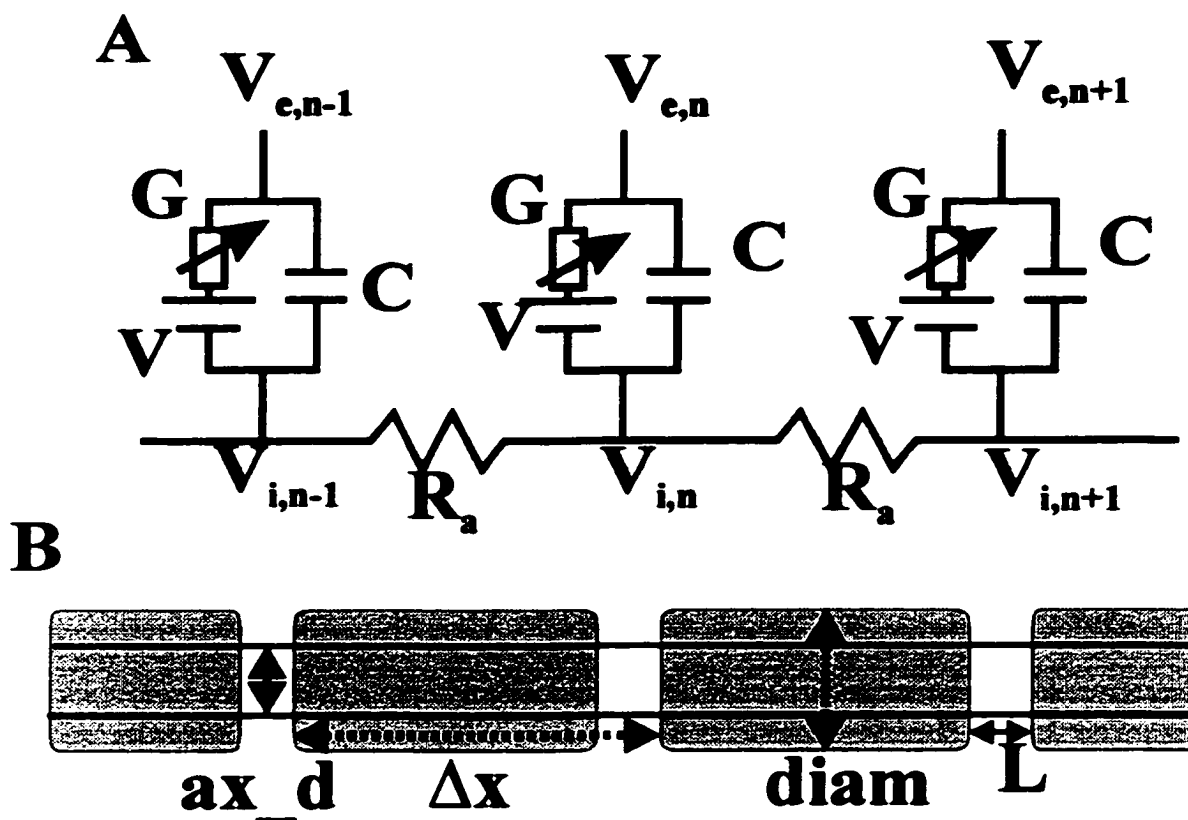 A
V e,n-1 V e,n V e,n+1
G G G
C C C
V V V
V i,n-1 R a V i,n R a V i,n+1
B
ax_d Δx diam L